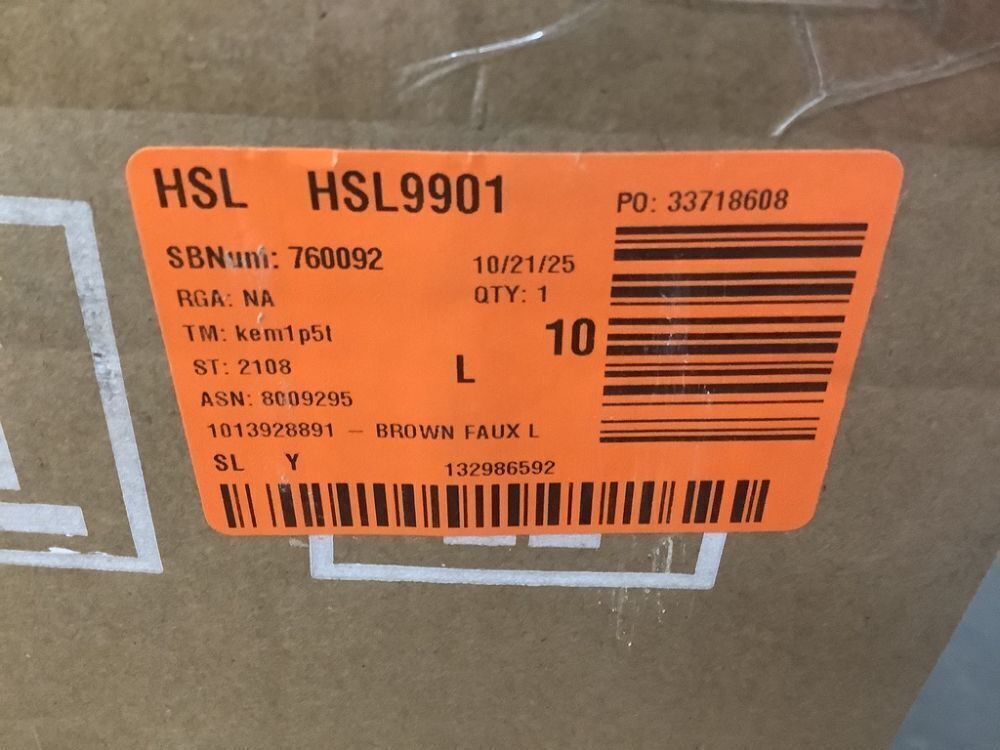 HSL HSL9901 PO: 33718608
SBNum: 760092 10/21/25
RGA: NA QTY: 1
TM: kem1p5t 10
ST: 2108 L
ASN: 8009295
1013928891 – BROWN FAUX L
SL Y 132986592